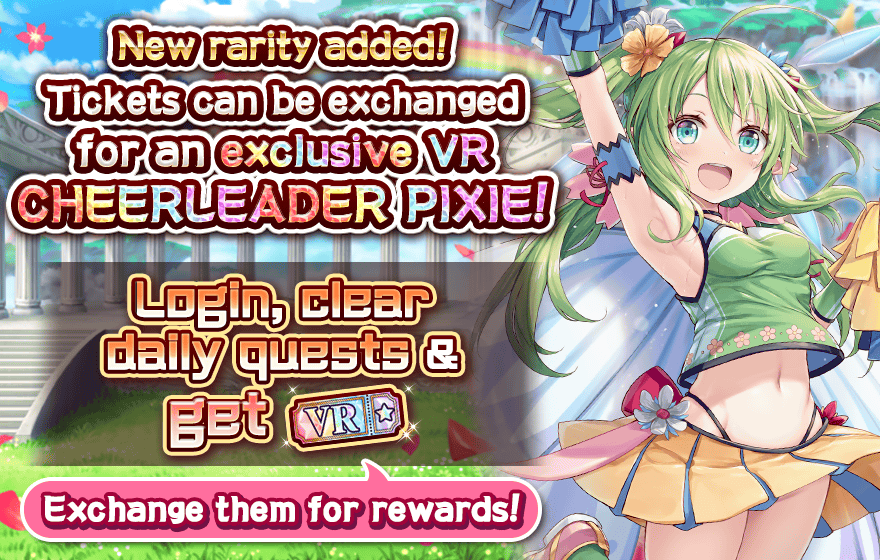 New rarity added!
Tickets can be exchanged
for an exclusive VR
CHEERLEADER PIXIE!
Login, clear
daily quests &
get VR
Exchange them for rewards!